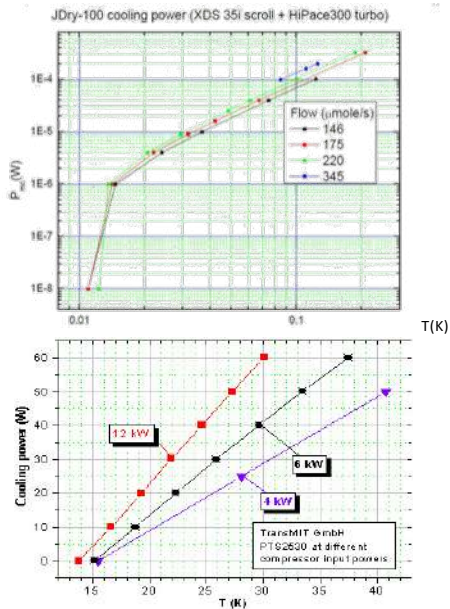 JDry-100 cooling power (XDS 35i scroll + HiPace300 turbo)
1E-4
1E-5
1E-6
1E-7
1E-8
P_mc(W)
Flow (μmole/s)
146
175
220
345
0.01 0.1
T(K)
60
50
40
30
20
10
0
Cooling power (W)
12 kW
6 kW
4 kW
TransMIT GmbH
PTS2530 at different
compressor input powers
15 20 25 30 35 40
T (K)